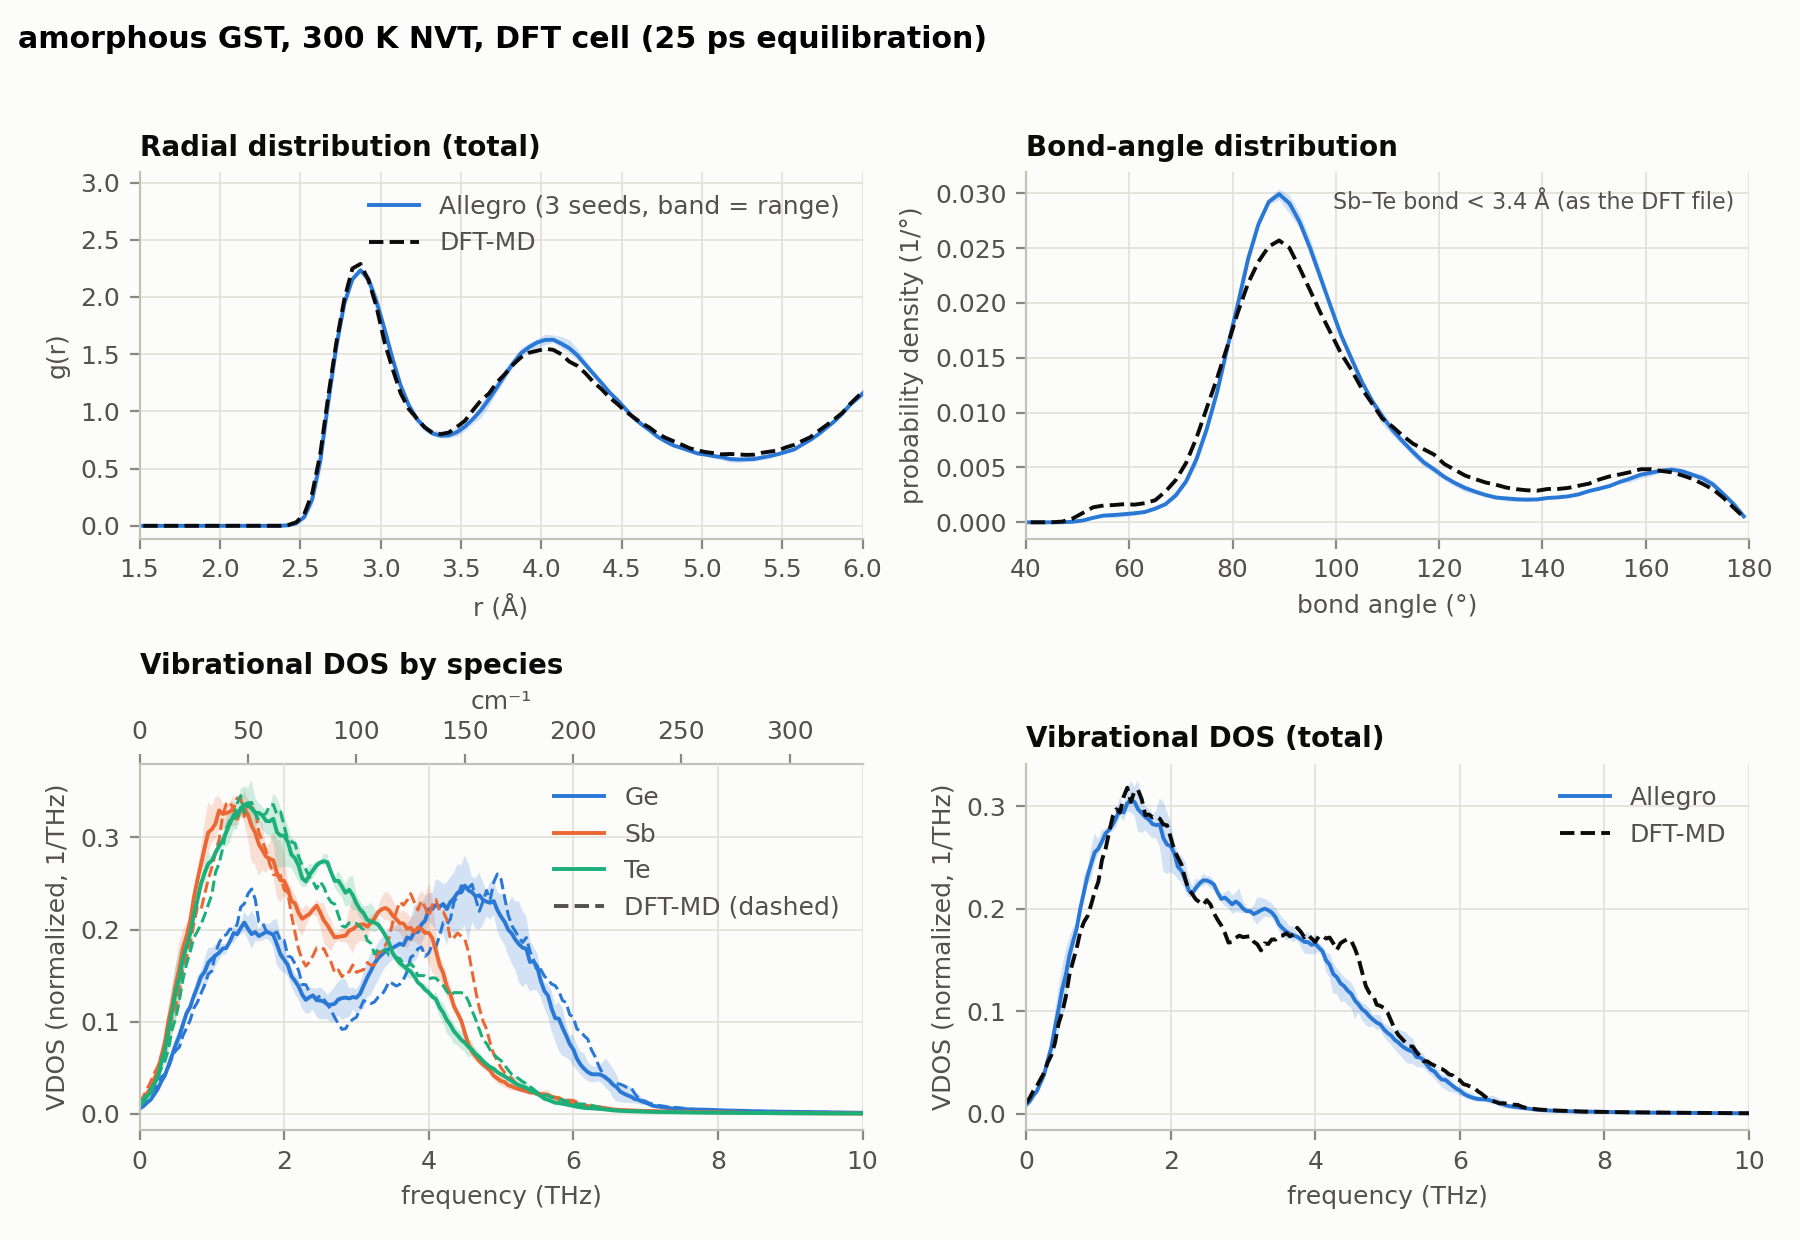 amorphous GST, 300 K NVT, DFT cell (25 ps equilibration)
Radial distribution (total)
3.0
2.5
2.0
1.5
1.0
0.5
0.0
g(r)
Allegro (3 seeds, band = range)
DFT-MD
1.5 2.0 2.5 3.0 3.5 4.0 4.5 5.0 5.5 6.0
r (Å)
Bond-angle distribution
0.030
0.025
0.020
0.015
0.010
0.005
0.000
probability density (1/°)
Sb–Te bond < 3.4 Å (as the DFT file)
40 60 80 100 120 140 160 180
bond angle (°)
Vibrational DOS by species
cm⁻¹
0 50 100 150 200 250 300
0.3
0.2
0.1
0.0
VDOS (normalized, 1/THz)
Ge
Sb
Te
DFT-MD (dashed)
0 2 4 6 8 10
frequency (THz)
Vibrational DOS (total)
0.3
0.2
0.1
0.0
VDOS (normalized, 1/THz)
Allegro
DFT-MD
0 2 4 6 8 10
frequency (THz)